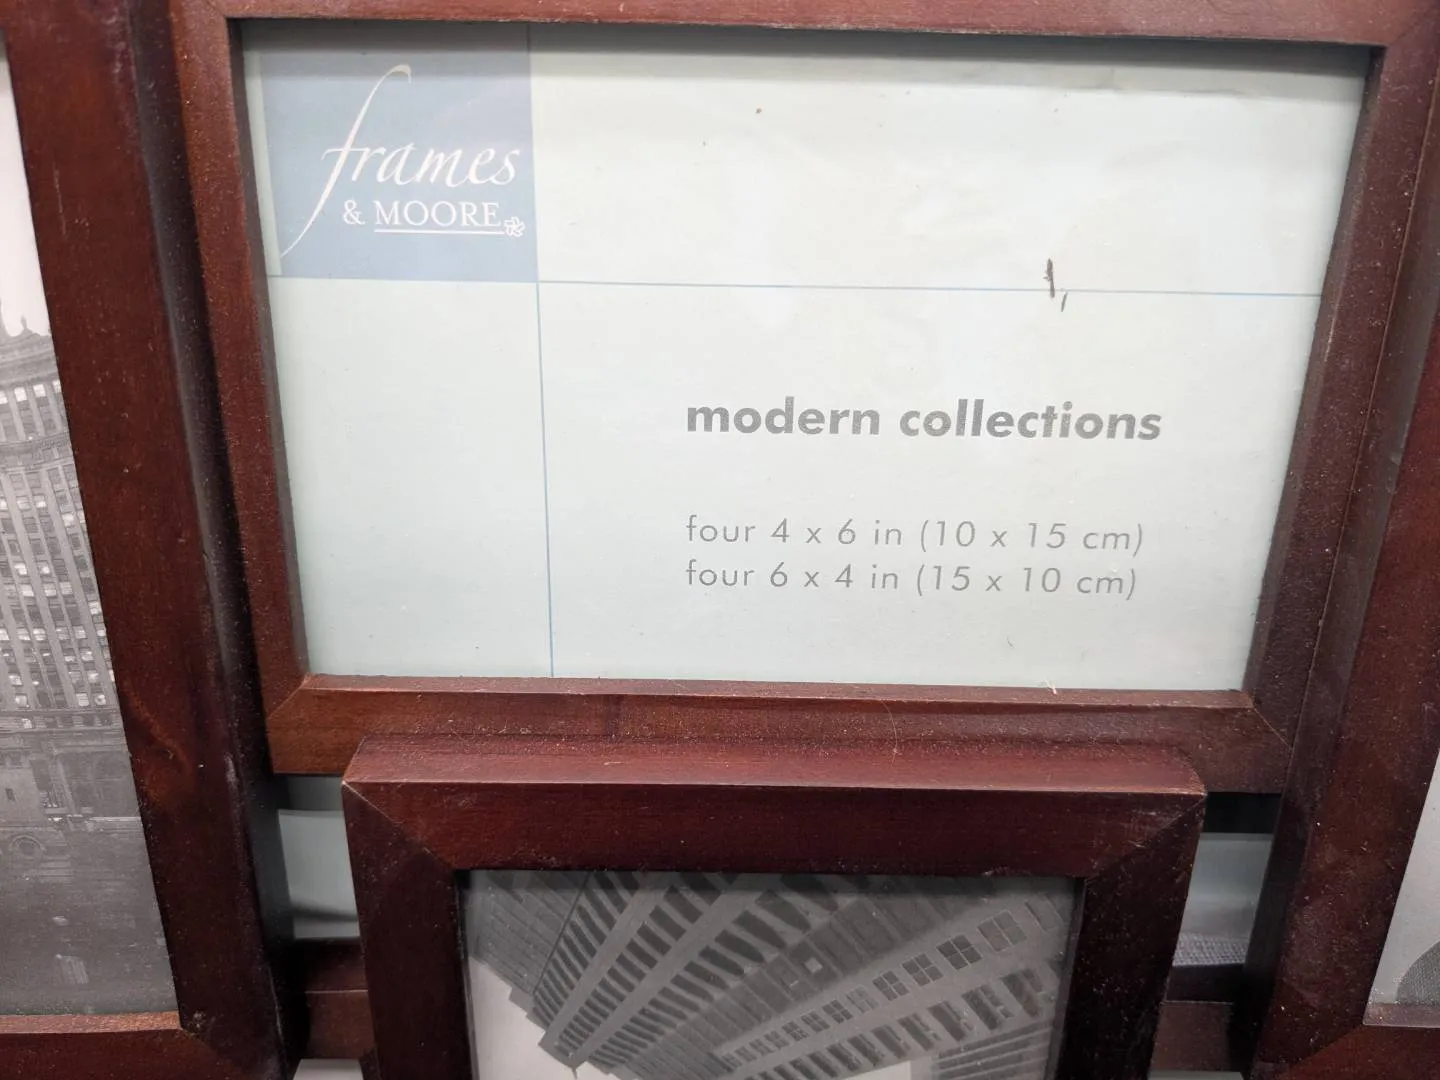 frames
& MOORE
modern collections
four 4 x 6 in (10 x 15 cm)
four 6 x 4 in (15 x 10 cm)